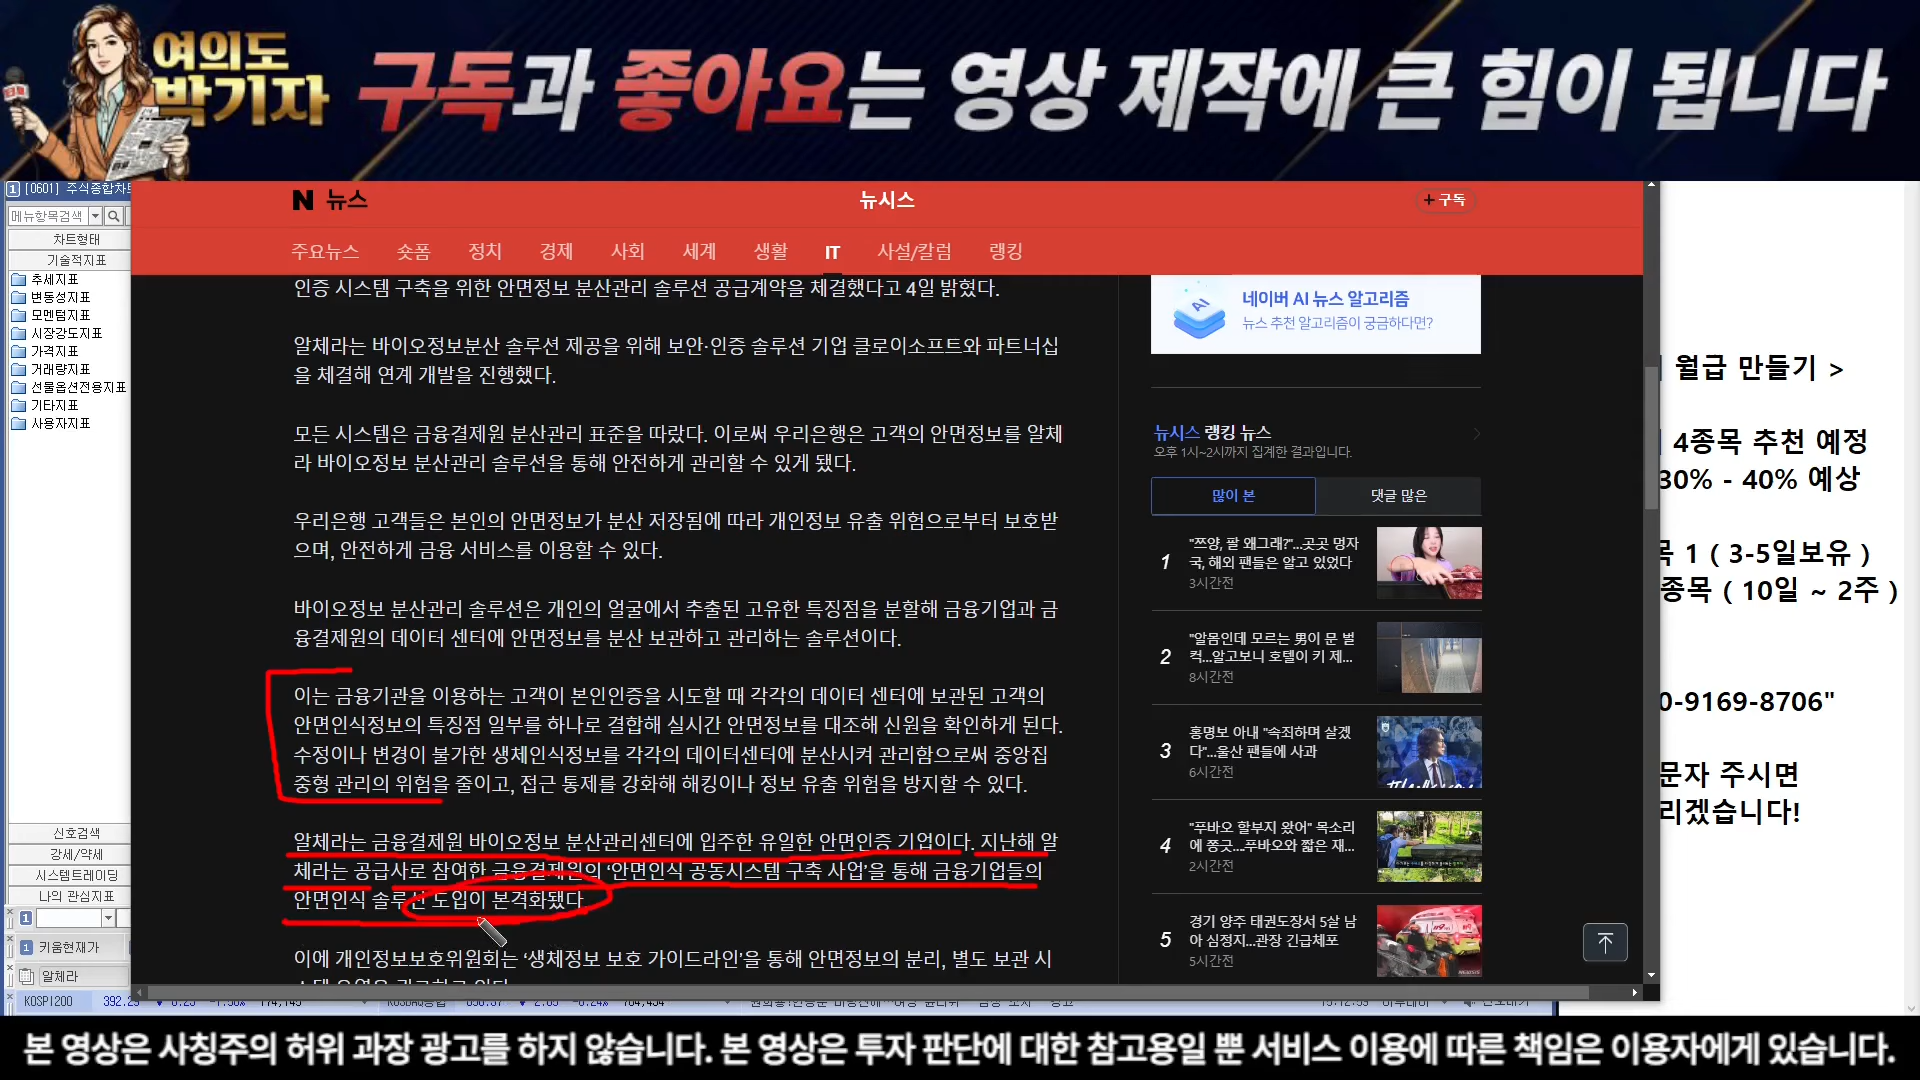 여의도
박기자
구독과 좋아요는 영상 제작에 큰 힘이 됩니다
1 [0601] 주식종합차트
메뉴항목검색
차트형태
기술적지표
추세지표
변동성지표
모멘텀지표
시장강도지표
가격지표
거래량지표
선물옵션전용지표
기타지표
사용자지표
신호검색
강세/약세
시스템트레이딩
나의 관심지표
1
1 키움현재가
알체라
N 뉴스
뉴시스
+ 구독
주요뉴스 숏폼 정치 경제 사회 세계 생활 IT 사설/칼럼 랭킹
인증 시스템 구축을 위한 안면정보 분산관리 솔루션 공급계약을 체결했다고 4일 밝혔다.
알체라는 바이오정보분산 솔루션 제공을 위해 보안·인증 솔루션 기업 클로이소프트와 파트너십
을 체결해 연계 개발을 진행했다.
모든 시스템은 금융결제원 분산관리 표준을 따랐다. 이로써 우리은행은 고객의 안면정보를 알체
라 바이오정보 분산관리 솔루션을 통해 안전하게 관리할 수 있게 됐다.
우리은행 고객들은 본인의 안면정보가 분산 저장됨에 따라 개인정보 유출 위험으로부터 보호받
으며, 안전하게 금융 서비스를 이용할 수 있다.
바이오정보 분산관리 솔루션은 개인의 얼굴에서 추출된 고유한 특징점을 분할해 금융기업과 금
융결제원의 데이터 센터에 안면정보를 분산 보관하고 관리하는 솔루션이다.
이는 금융기관을 이용하는 고객이 본인인증을 시도할 때 각각의 데이터 센터에 보관된 고객의
안면인식정보의 특징점 일부를 하나로 결합해 실시간 안면정보를 대조해 신원을 확인하게 된다.
수정이나 변경이 불가한 생체인식정보를 각각의 데이터센터에 분산시켜 관리함으로써 중앙집
중형 관리의 위험을 줄이고, 접근 통제를 강화해 해킹이나 정보 유출 위험을 방지할 수 있다.
알체라는 금융결제원 바이오정보 분산관리센터에 입주한 유일한 안면인증 기업이다. 지난해 알
체라는 공급사로 참여한 금융결제원의 ‘안면인식 공동시스템 구축 사업’을 통해 금융기업들의
안면인식 솔루션 도입이 본격화됐다
이에 개인정보보호위원회는 ‘생체정보 보호 가이드라인’을 통해 안면정보의 분리, 별도 보관 시
AI
네이버 AI 뉴스 알고리즘
뉴스 추천 알고리즘이 궁금하다면?
뉴시스 랭킹 뉴스
오후 1시~2시까지 집계한 결과입니다.
많이 본 댓글 많은
1
"쯔양, 팔 왜그래?"...곳곳 멍자
국, 해외 팬들은 알고 있었다
3시간전
2
"알몸인데 모르는 男이 문 벌
컥...알고보니 호텔이 키 제...
8시간전
3
홍명보 아내 "속죄하며 살겠
다"...울산 팬들에 사과
6시간전
4
"푸바오 할부지 왔어" 목소리
에 쫑긋...푸바오와 짧은 재...
2시간전
5
경기 양주 태권도장서 5살 남
아 심정지...관장 긴급체포
5시간전
월급 만들기 >
4종목 추천 예정
30% - 40% 예상
목 1 ( 3-5일보유 )
종목 ( 10일 ~ 2주 )
0-9169-8706"
문자 주시면
리겠습니다!
KOSPI200
본 영상은 사칭주의 허위 과장 광고를 하지 않습니다. 본 영상은 투자 판단에 대한 참고용일 뿐 서비스 이용에 따른 책임은 이용자에게 있습니다.